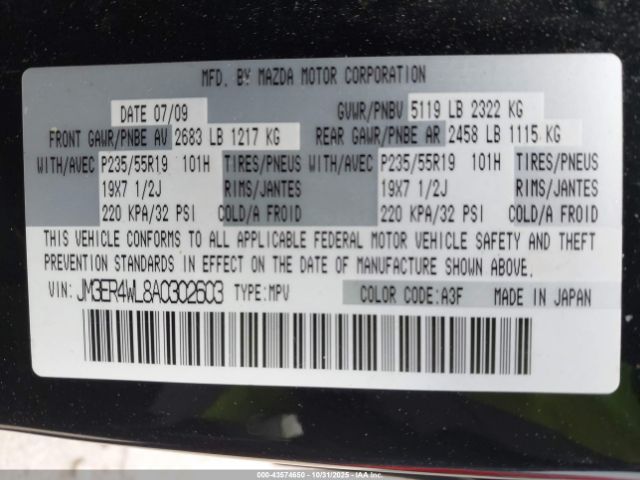 MFD. BY MAZDA MOTOR CORPORATION
DATE 07/09 GVWR/PNBV 5119 LB 2322 KG
FRONT GAWR/PNBE AV 2683 LB 1217 KG REAR GAWR/PNBE AR 2458 LB 1115 KG
WITH/AVEC P235/55R19 101H TIRES/PNEUS WITH/AVEC P235/55R19 101H TIRES/PNEUS
19X7 1/2J RIMS/JANTES 19X7 1/2J RIMS/JANTES
220 KPA/32 PSI COLD/A FROID 220 KPA/32 PSI COLD/A FROID
THIS VEHICLE CONFORMS TO ALL APPLICABLE FEDERAL MOTOR VEHICLE SAFETY AND THEFT
PREVENTION STANDARDS IN EFFECT ON THE DATE OF MANUFACTURE SHOWN ABOVE.
VIN: JM3ER4WL8A0302603 TYPE:MPV COLOR CODE:A3F MADE IN JAPAN
000-43574650 - 10/31/2025 - IAAI.COM